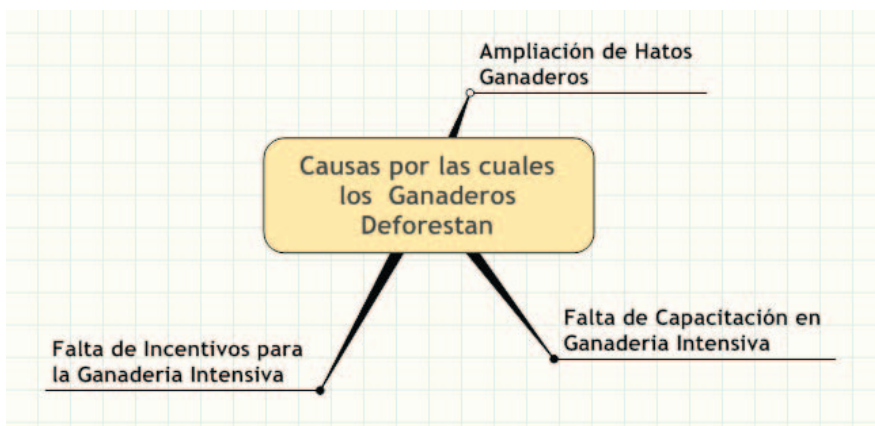 Ampliación de Hatos
Ganaderos
Causas por las cuales
los Ganaderos
Deforestan
Falta de Capacitación en
Ganaderia Intensiva
Falta de Incentivos para
la Ganaderia Intensiva